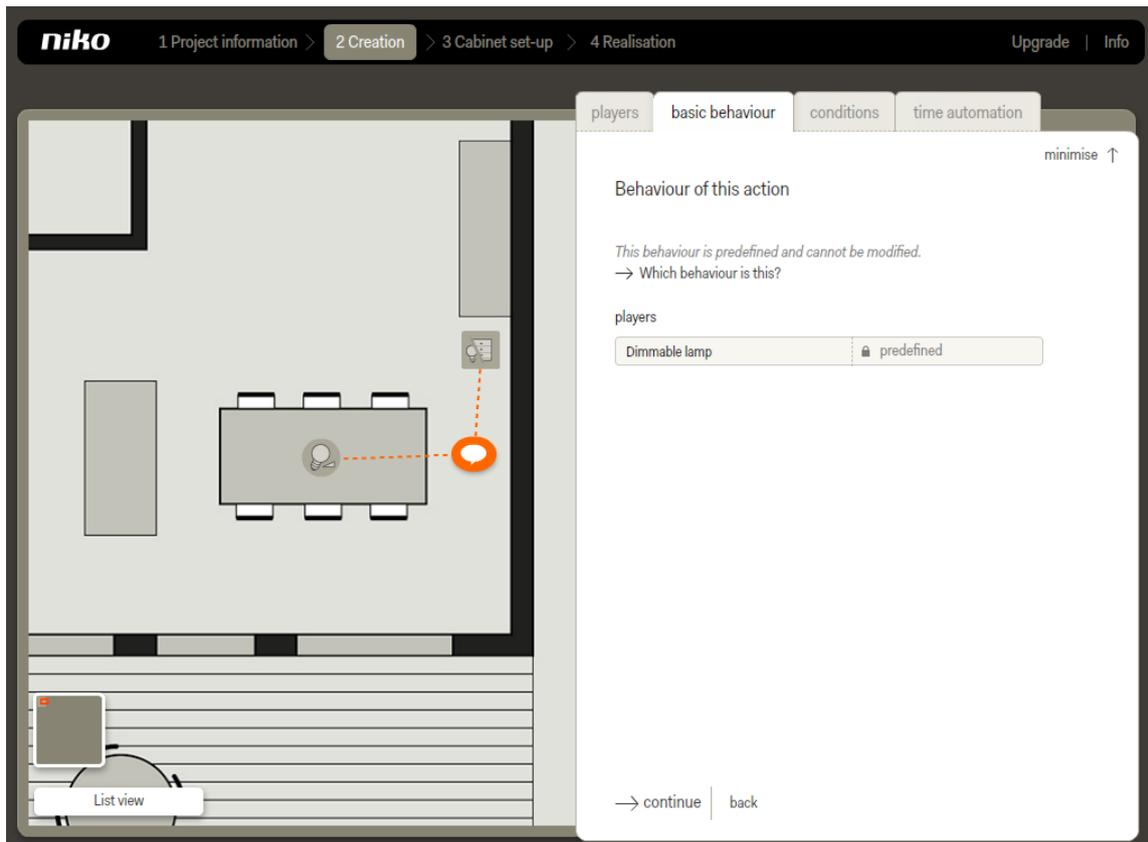 niko 1 Project information 2 Creation 3 Cabinet set-up 4 Realisation Upgrade | Info
players basic behaviour conditions time automation
minimise ↑
Behaviour of this action
This behaviour is predefined and cannot be modified.
→ Which behaviour is this?
players
Dimmable lamp predefined
List view
→ continue back